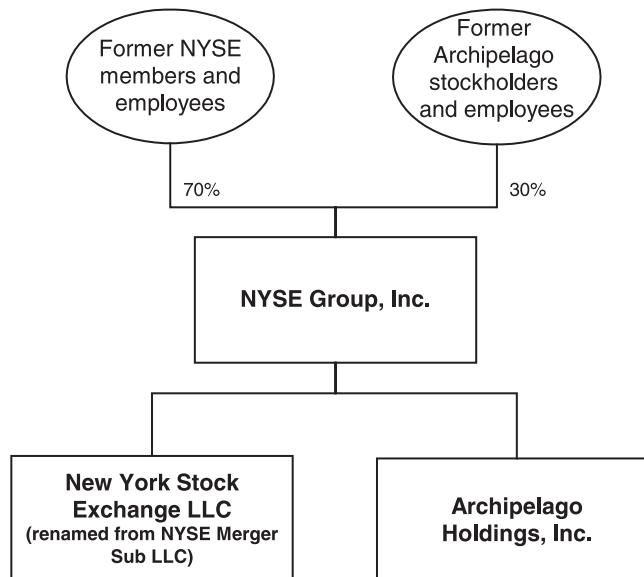 Former NYSE
members and
employees
Former
Archipelago
stockholders
and employees
70%
30%
NYSE Group, Inc.
New York Stock
Exchange LLC
(renamed from NYSE Merger
Sub LLC)
Archipelago
Holdings, Inc.